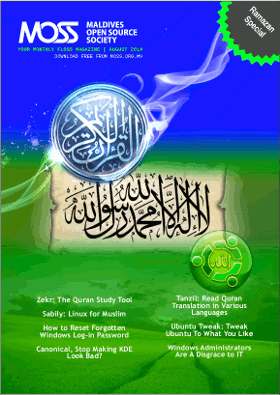 MOSS
MALDIVES
OPEN SOURCE
SOCIETY
YOUR MONTHLY FLOSS MAGAZINE | AUGUST 2010
DOWNLOAD FREE FROM MOSS.ORG.MV
Ramazan
Special
القرآن الكريم
لا إله إلا الله محمد رسول الله
Zekr; The Quran Study Tool
Sabily: Linux for Muslim
How to Reset Forgotten
Windows Log-in Password
Canonical, Stop Making KDE
Look Bad?
Tanzil: Read Quran
Translation in Various
Languages
Ubuntu Tweak: Tweak
Ubuntu To What You Like
Windows Administrators
Are A Disgrace to IT